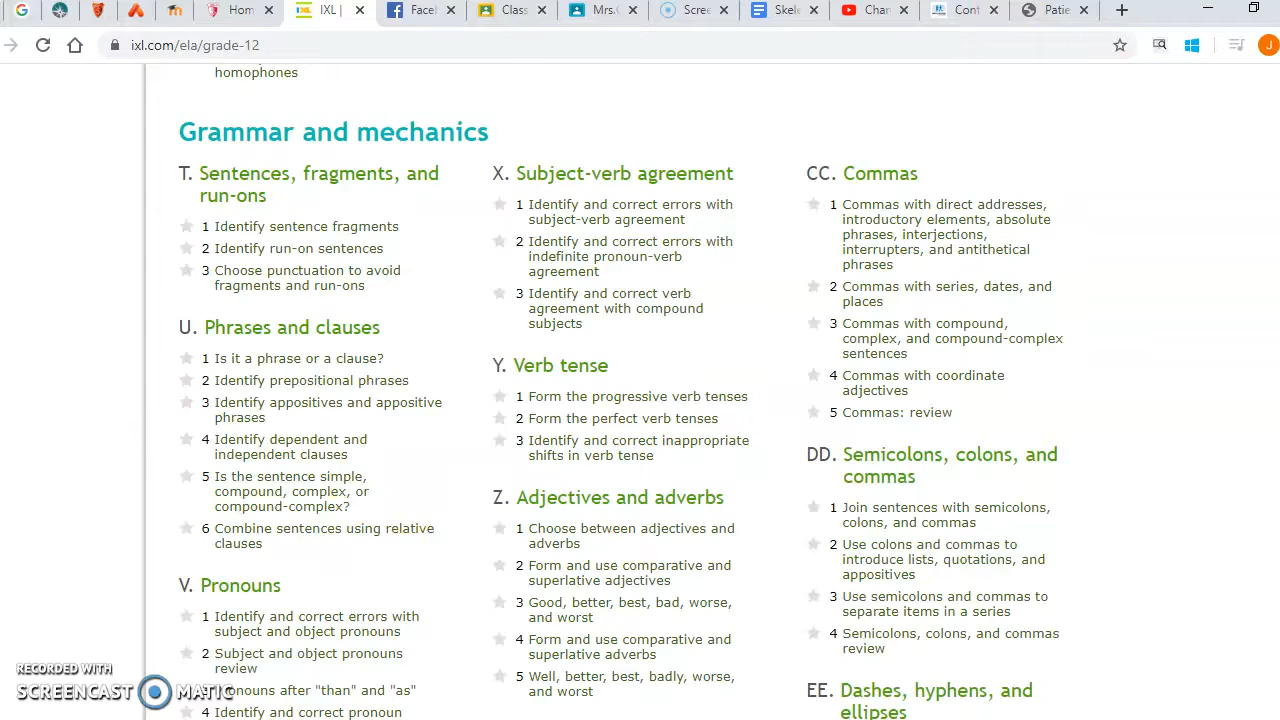 Hom
IXL |
Facel
Class
Mrs.
Scree
Skele
Char
Cont
Patie
ixl.com/ela/grade-12
J
homophones
Grammar and mechanics
T. Sentences, fragments, and
run-ons
1 Identify sentence fragments
2 Identify run-on sentences
3 Choose punctuation to avoid
fragments and run-ons
U. Phrases and clauses
1 Is it a phrase or a clause?
2 Identify prepositional phrases
3 Identify appositives and appositive
phrases
4 Identify dependent and
independent clauses
5 Is the sentence simple,
compound, complex, or
compound-complex?
6 Combine sentences using relative
clauses
V. Pronouns
1 Identify and correct errors with
subject and object pronouns
2 Subject and object pronouns
review
onouns after "than" and "as"
4 Identify and correct pronoun
X. Subject-verb agreement
1 Identify and correct errors with
subject-verb agreement
2 Identify and correct errors with
indefinite pronoun-verb
agreement
3 Identify and correct verb
agreement with compound
subjects
Y. Verb tense
1 Form the progressive verb tenses
2 Form the perfect verb tenses
3 Identify and correct inappropriate
shifts in verb tense
Z. Adjectives and adverbs
1 Choose between adjectives and
adverbs
2 Form and use comparative and
superlative adjectives
3 Good, better, best, bad, worse,
and worst
4 Form and use comparative and
superlative adverbs
5 Well, better, best, badly, worse,
and worst
CC. Commas
1 Commas with direct addresses,
introductory elements, absolute
phrases, interjections,
interrupters, and antithetical
phrases
2 Commas with series, dates, and
places
3 Commas with compound,
complex, and compound-complex
sentences
4 Commas with coordinate
adjectives
5 Commas: review
DD. Semicolons, colons, and
commas
1 Join sentences with semicolons,
colons, and commas
2 Use colons and commas to
introduce lists, quotations, and
appositives
3 Use semicolons and commas to
separate items in a series
4 Semicolons, colons, and commas
review
EE. Dashes, hyphens, and
ellipses
RECORDED WITH
SCREENCAST MATIC